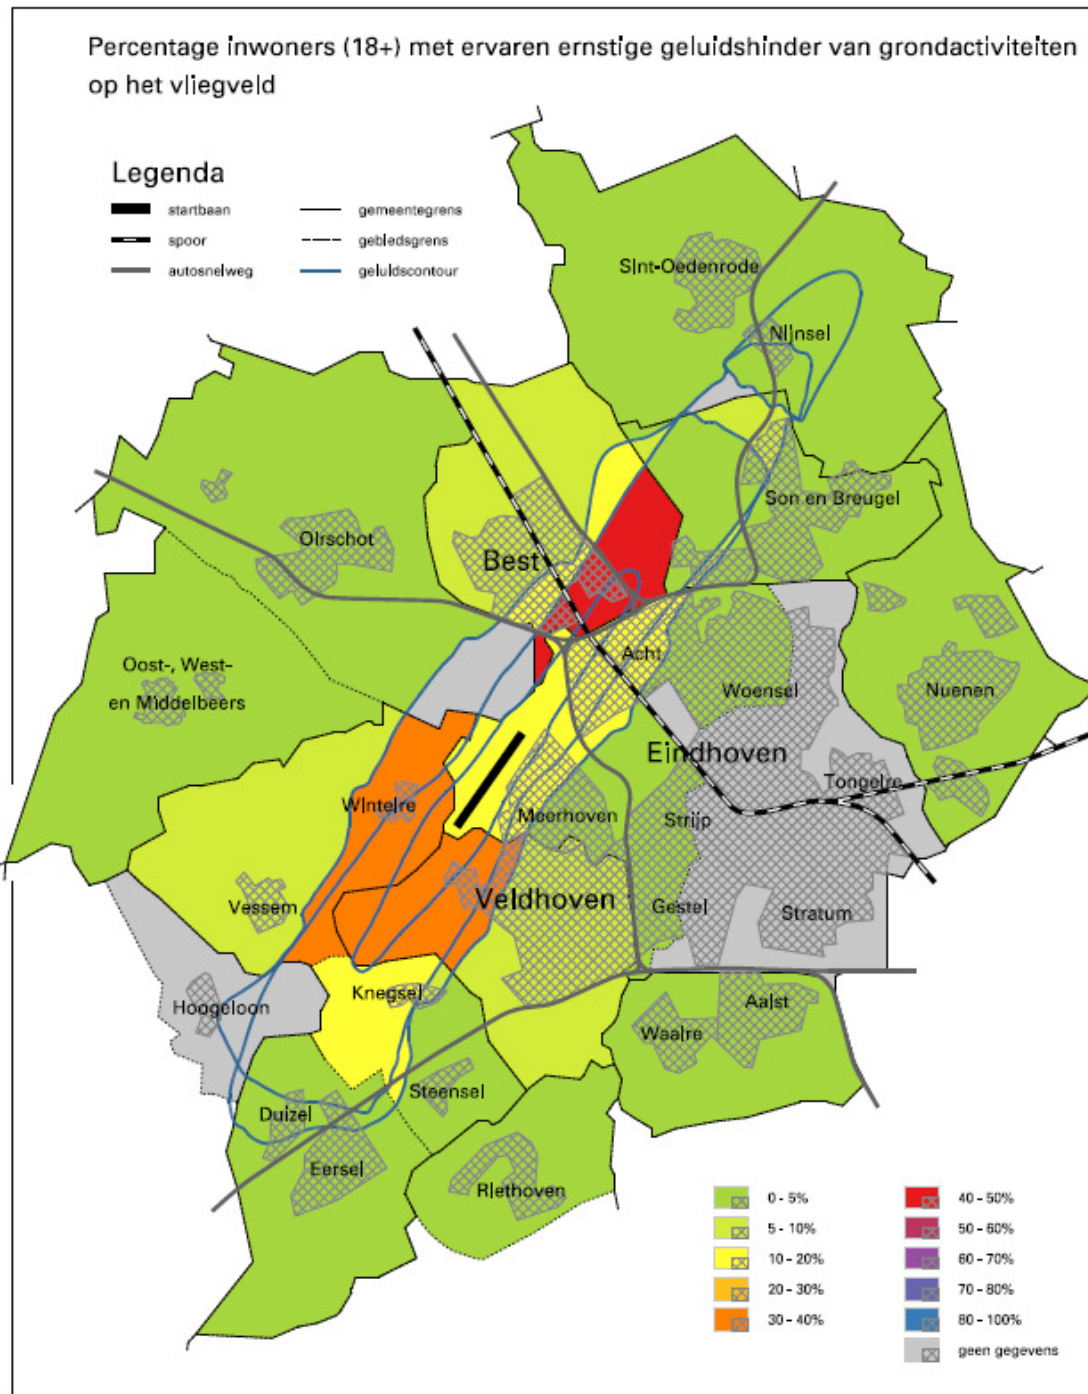 Percentage inwoners (18+) met ervaren ernstige geluidshinder van grondactiviteiten
op het vliegveld
Legenda
startbaan
spoor
autosnelweg
gemeentegrens
gebiedsgrens
geluidscontour
Sint-Oedenrode
Nijnsel
Son en Breugel
Oirschot
Best
Acht
Oost-, West-
en Middelbeers
Woensel
Nuenen
Eindhoven
Tongelre
Wintelre
Meerhoven
Strijp
Vessem
Veldhoven
Gestel
Stratum
Knegsel
Hoogeloon
Aalst
Waalre
Steensel
Duizel
Eersel
Riethoven
0 - 5%
5 - 10%
10 - 20%
20 - 30%
30 - 40%
40 - 50%
50 - 60%
60 - 70%
70 - 80%
80 - 100%
geen gegevens